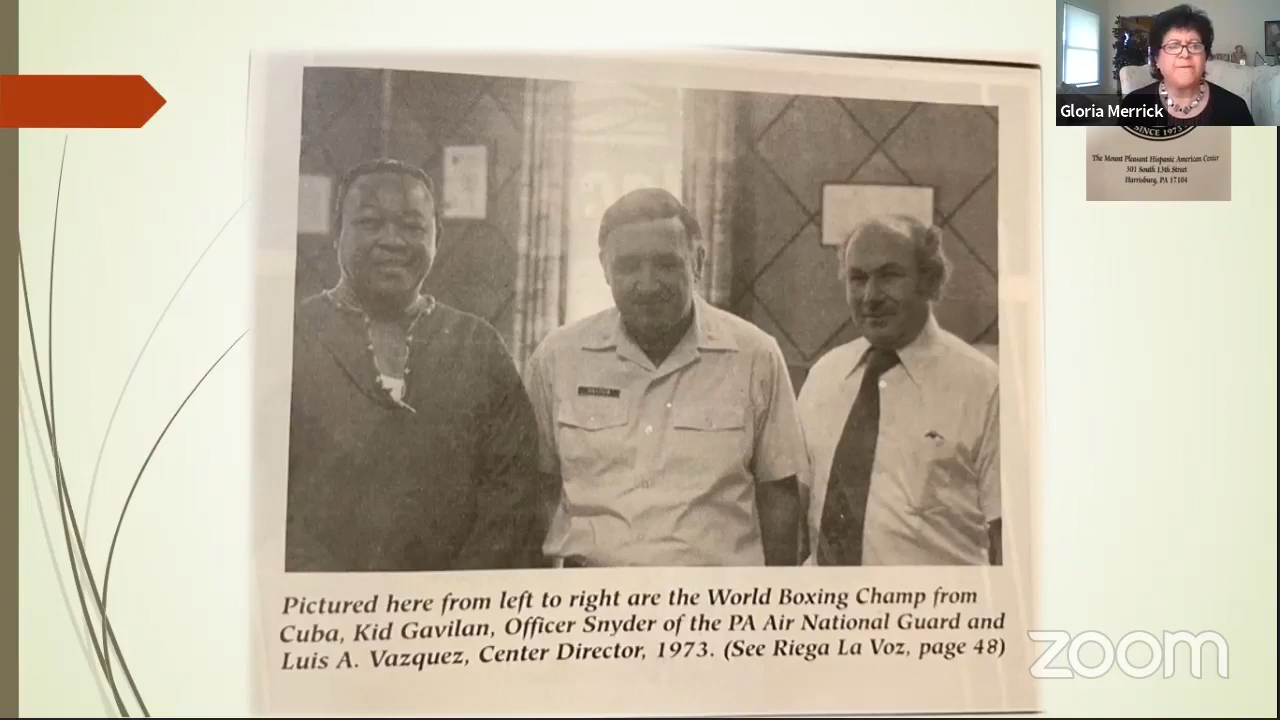 Gloria Merrick
SINCE 1973
The Mount Pleasant Hispanic American Center
301 South 13th Street
Harrisburg, PA 17104
Pictured here from left to right are the World Boxing Champ from
Cuba, Kid Gavilan, Officer Snyder of the PA Air National Guard and
Luis A. Vazquez, Center Director, 1973. (See Riega La Voz, page 48)
zoom